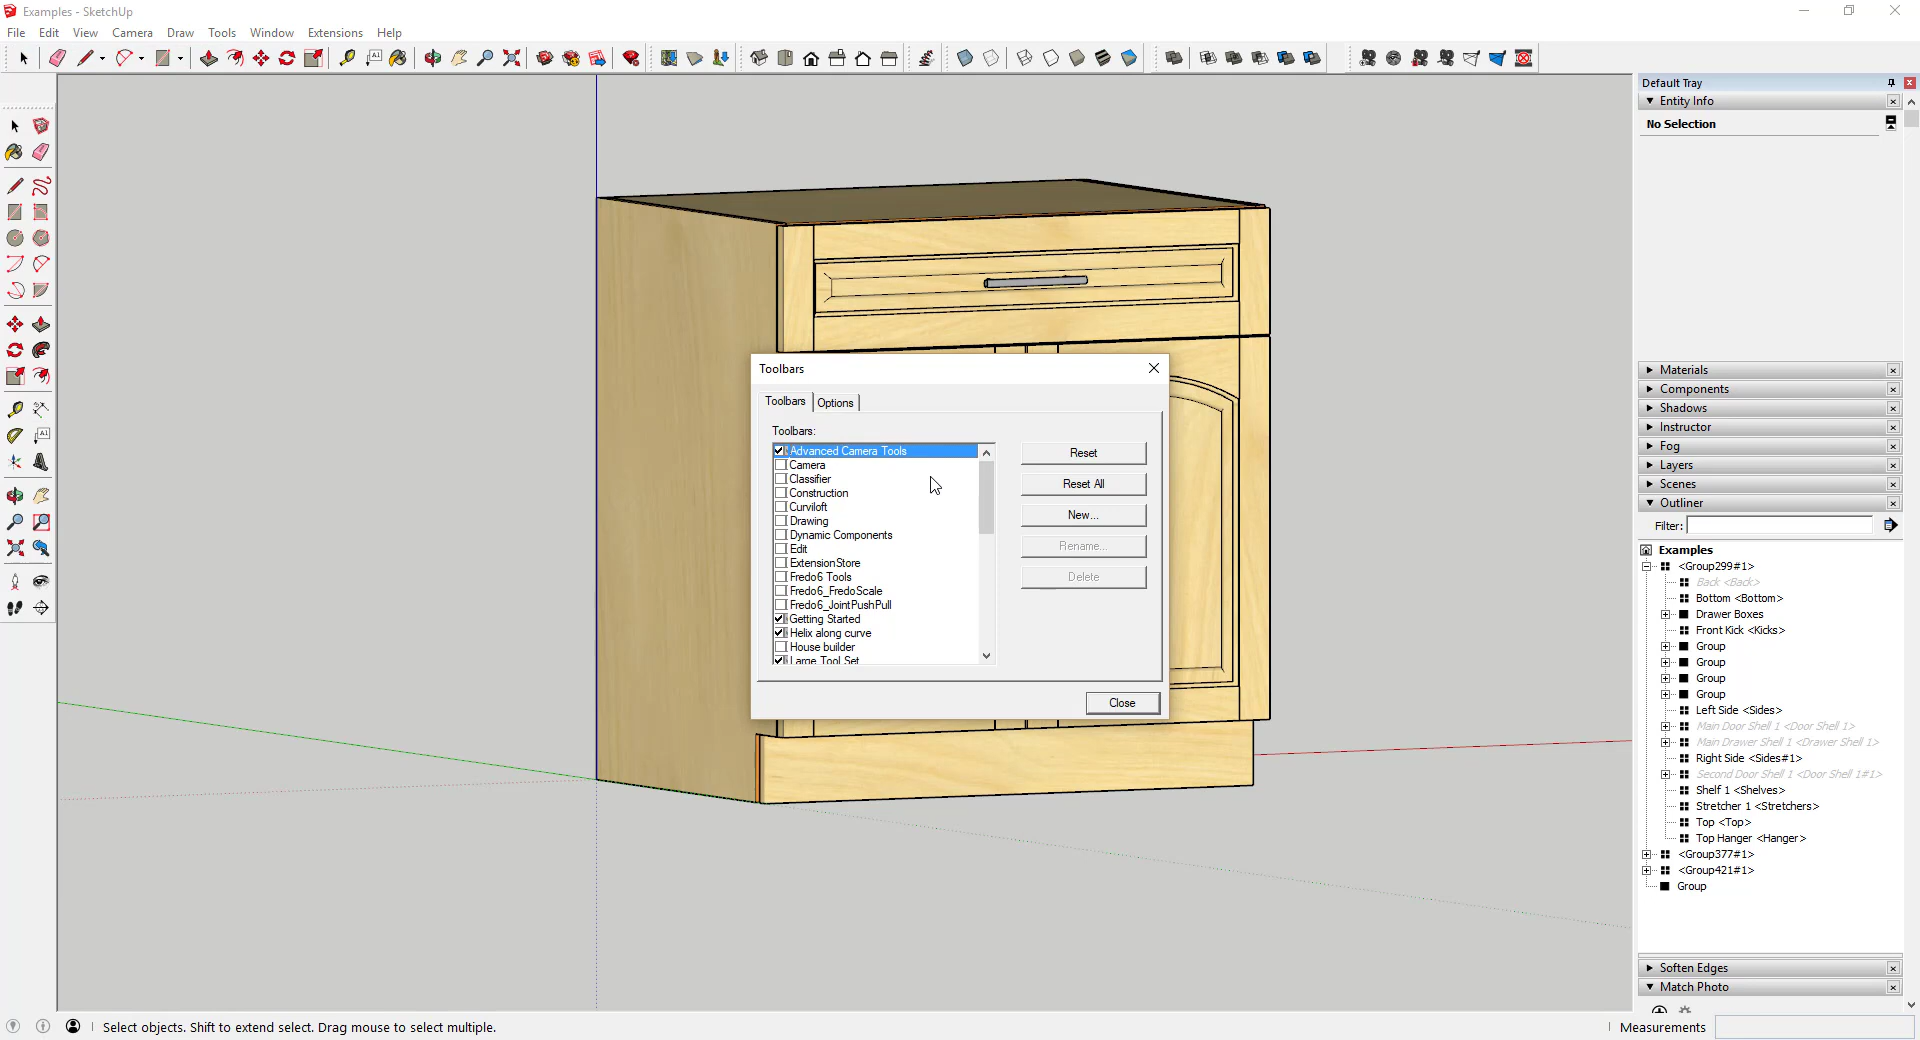 Examples - SketchUp
File Edit View Camera Draw Tools Window Extensions Help
A1
Default Tray
Entity Info
No Selection
A1
Toolbars
Toolbars Options
Toolbars:
Advanced Camera Tools
Camera
Classifier
Construction
Curviloft
Drawing
Dynamic Components
Edit
ExtensionStore
Fredo6 Tools
Fredo6_FredoScale
Fredo6_JointPushPull
Getting Started
Helix along curve
House builder
Large Tool Set
Reset
Reset All
New...
Rename...
Delete
Close
Materials
Components
Shadows
Instructor
Fog
Layers
Scenes
Outliner
Filter:
Examples
<Group299#1>
Back <Back>
Bottom <Bottom>
Drawer Boxes
Front Kick <Kicks>
Group
Group
Group
Group
Left Side <Sides>
Main Door Shell 1 <Door Shell 1>
Main Drawer Shell 1 <Drawer Shell 1>
Right Side <Sides#1>
Second Door Shell 1 <Door Shell 1#1>
Shelf 1 <Shelves>
Stretcher 1 <Stretchers>
Top <Top>
Top Hanger <Hanger>
<Group377#1>
<Group421#1>
Group
Soften Edges
Match Photo
Select objects. Shift to extend select. Drag mouse to select multiple.
Measurements